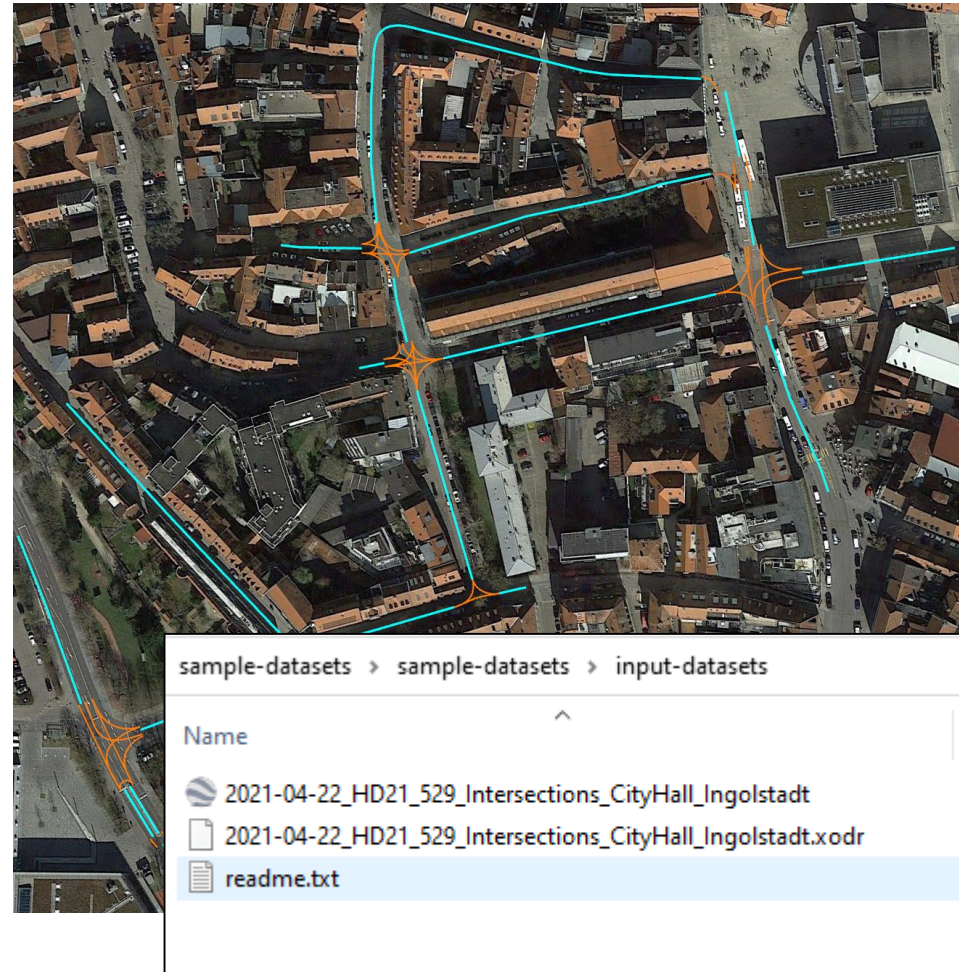 sample-datasets > sample-datasets > input-datasets
Name
2021-04-22_HD21_529_Intersections_CityHall_Ingolstadt
2021-04-22_HD21_529_Intersections_CityHall_Ingolstadt.xodr
readme.txt